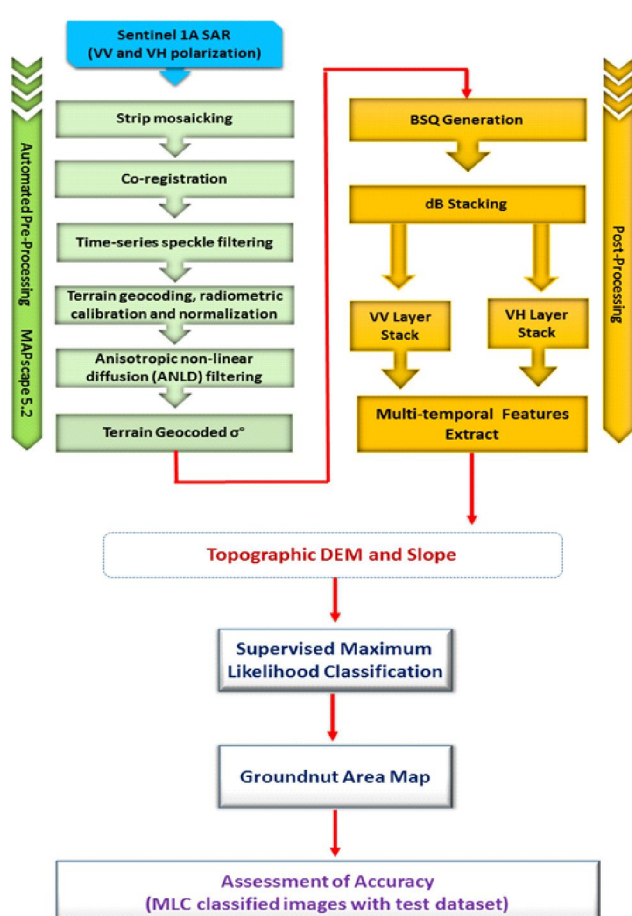 Sentinel 1A SAR
(VV and VH polarization)
Strip mosaicking
Co-registration
Time-series speckle filtering
Terrain geocoding, radiometric
calibration and normalization
Anisotropic non-linear
diffusion (ANLD) filtering
Terrain Geocoded σ°
Automated Pre-Processing MAPscape 5.2
BSQ Generation
dB Stacking
VV Layer
Stack
VH Layer
Stack
Multi-temporal Features
Extract
Post-Processing
Topographic DEM and Slope
Supervised Maximum
Likelihood Classification
Groundnut Area Map
Assessment of Accuracy
(MLC classified images with test dataset)